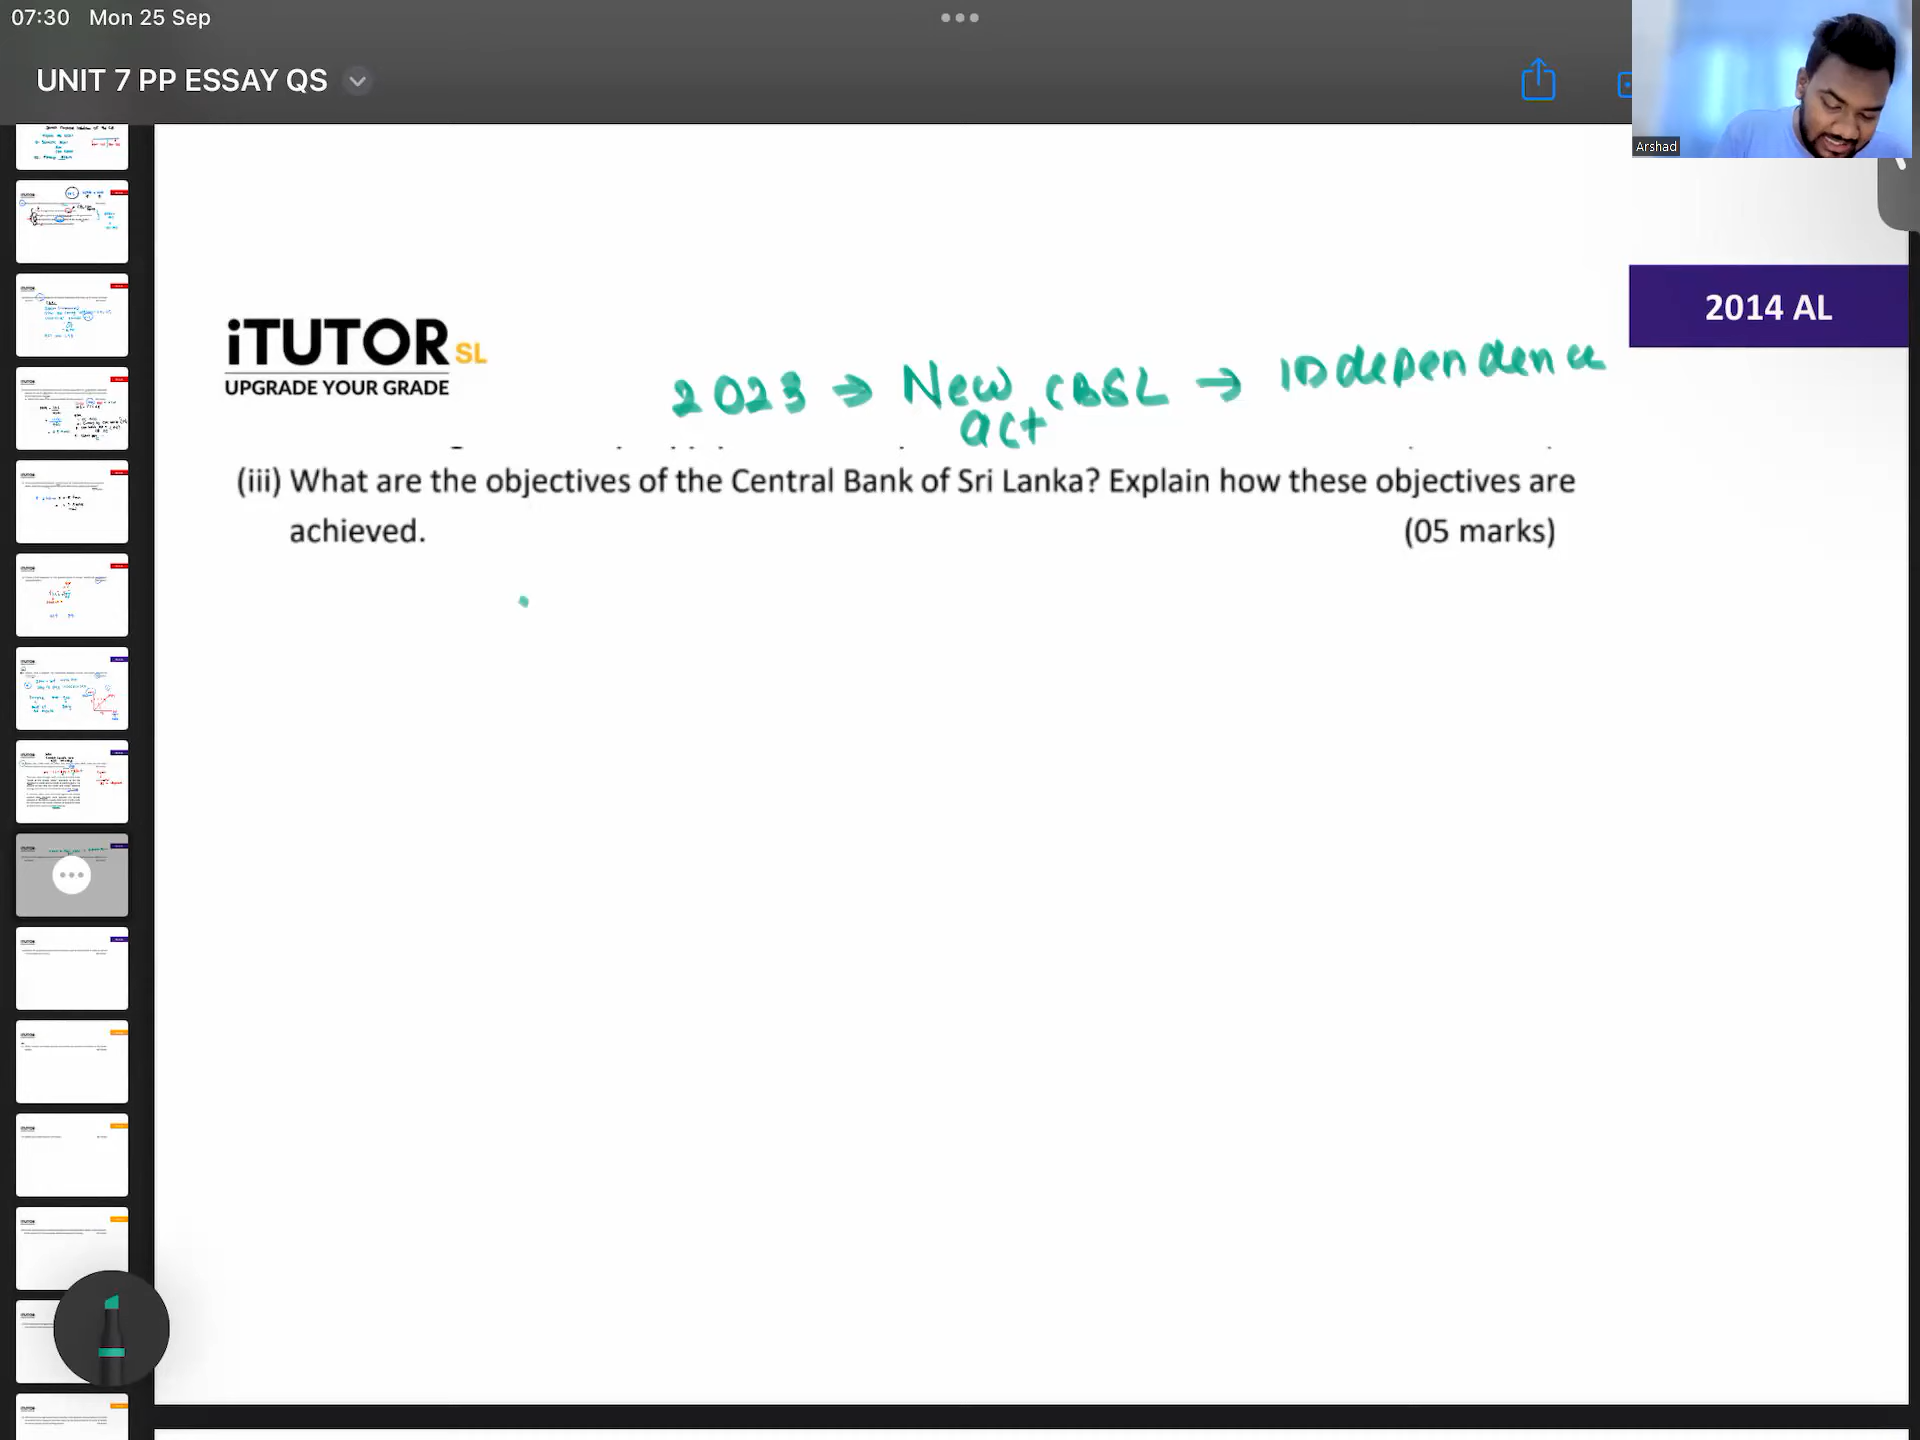 07:30 Mon 25 Sep
UNIT 7 PP ESSAY QS
Arshad
2014 AL
iTUTOR SL
UPGRADE YOUR GRADE
2023 → New CBSL → Independence
act
(iii) What are the objectives of the Central Bank of Sri Lanka? Explain how these objectives are
achieved. (05 marks)